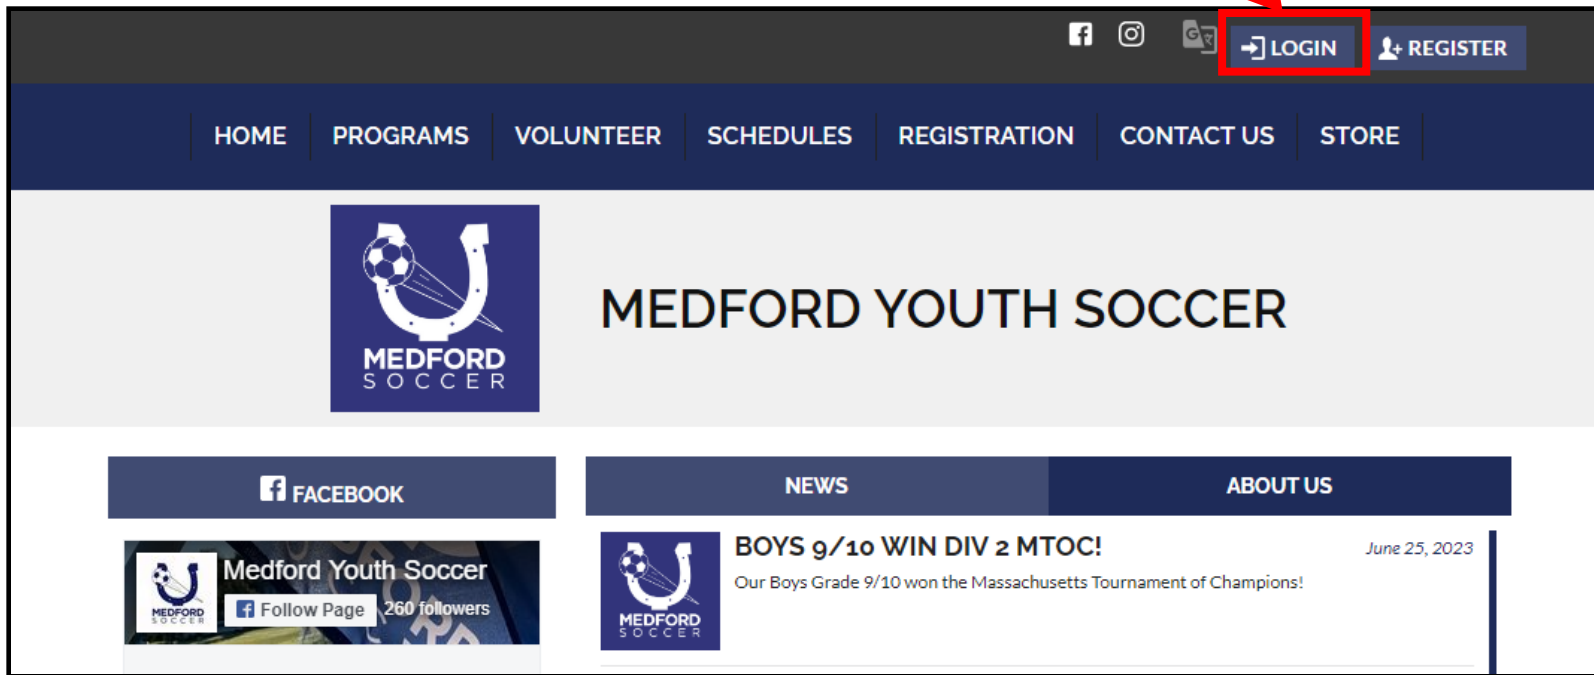 LOGIN
REGISTER
HOME PROGRAMS VOLUNTEER SCHEDULES REGISTRATION CONTACT US STORE
MEDFORD
SOCCER
MEDFORD YOUTH SOCCER
FACEBOOK
NEWS
ABOUT US
MEDFORD
SOCCER
Medford Youth Soccer
Follow Page
260 followers
MEDFORD
SOCCER
BOYS 9/10 WIN DIV 2 MTOC!
June 25, 2023
Our Boys Grade 9/10 won the Massachusetts Tournament of Champions!